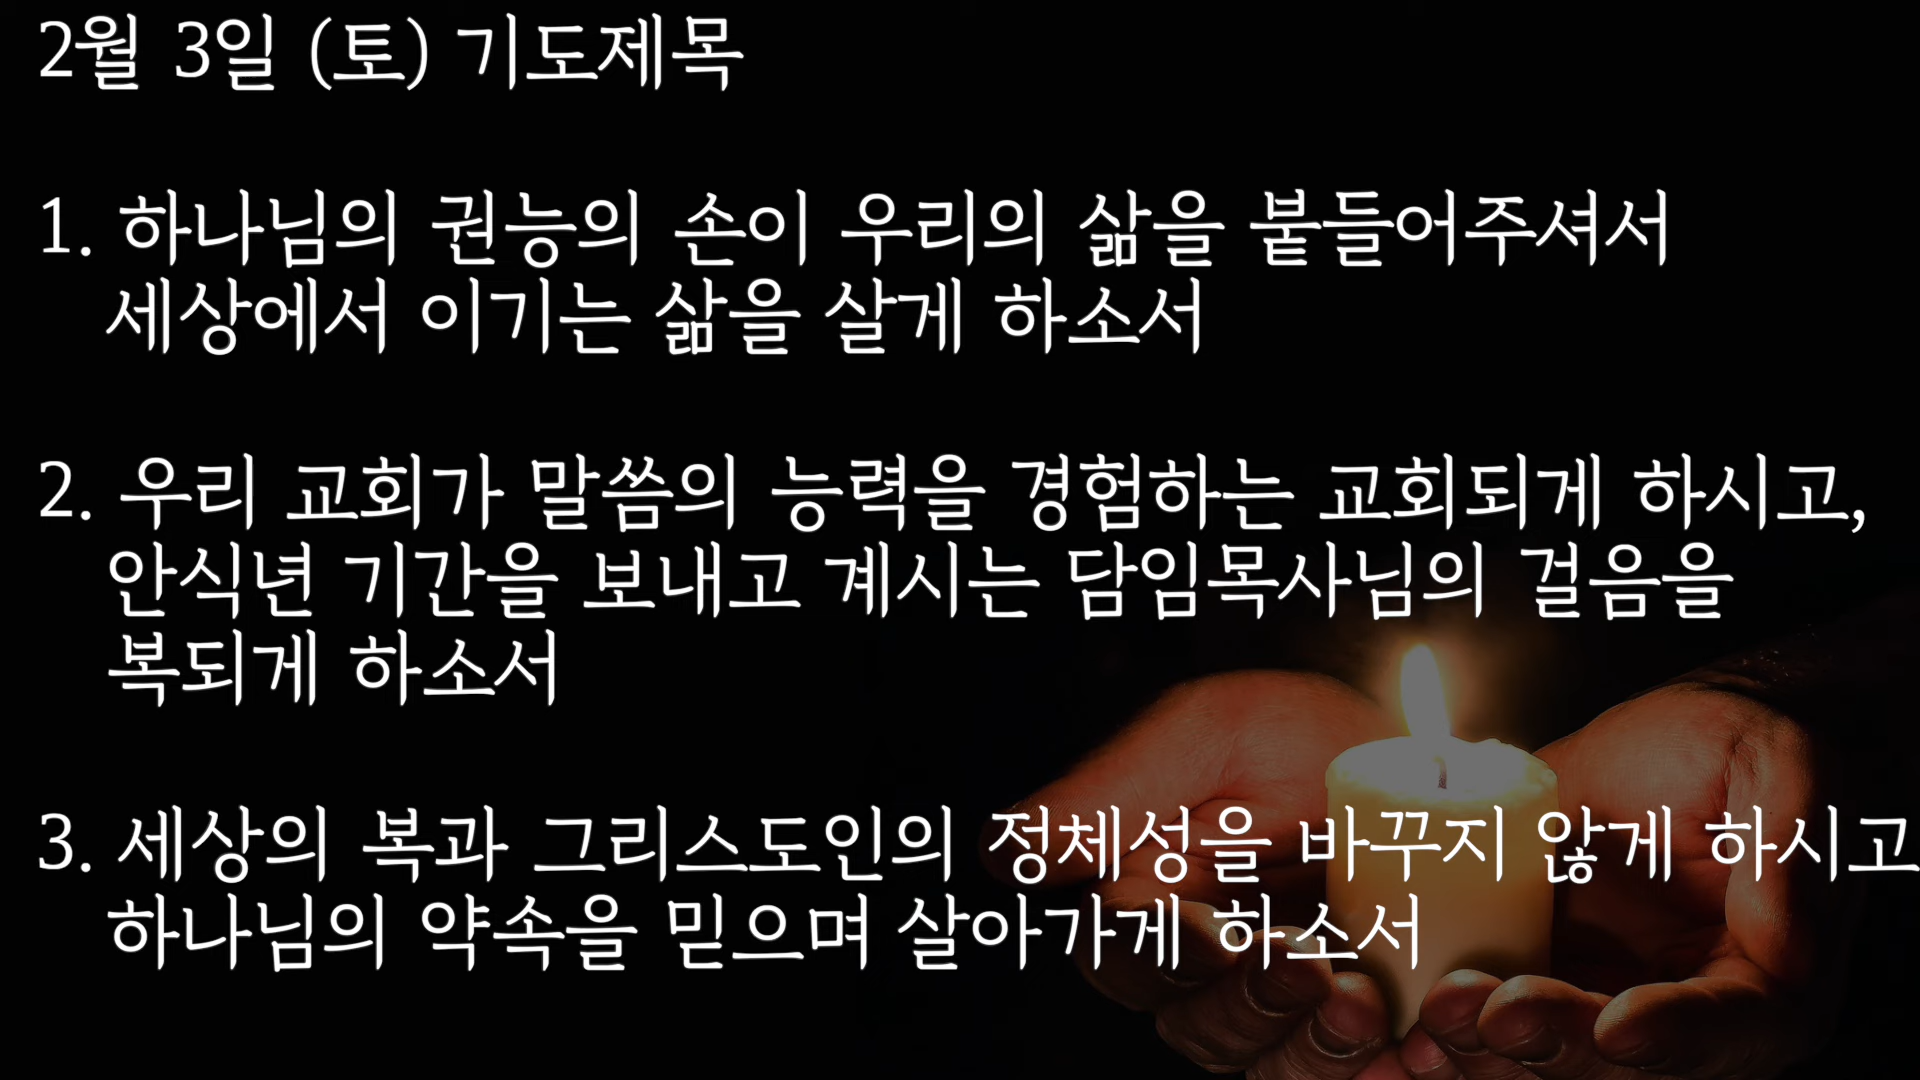 2월 3일 (토) 기도제목
1. 하나님의 권능의 손이 우리의 삶을 붙들어주셔서
세상에서 이기는 삶을 살게 하소서
2. 우리 교회가 말씀의 능력을 경험하는 교회되게 하시고,
안식년 기간을 보내고 계시는 담임목사님의 걸음을
복되게 하소서
3. 세상의 복과 그리스도인의 정체성을 바꾸지 않게 하시고
하나님의 약속을 믿으며 살아가게 하소서